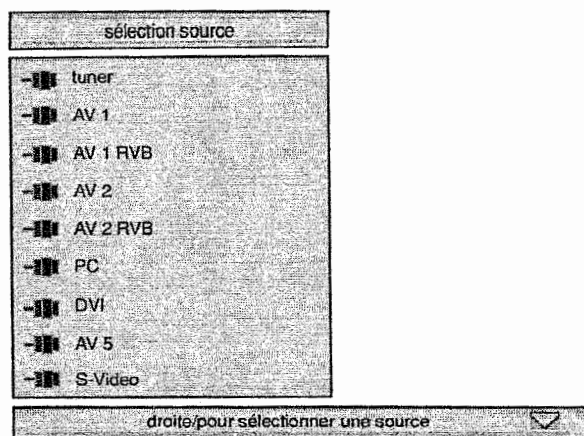 sélection source
tuner
AV 1
AV 1 RVB
AV 2
AV 2 RVB
PC
DVI
AV 5
S-Video
droite/pour sélectionner une source